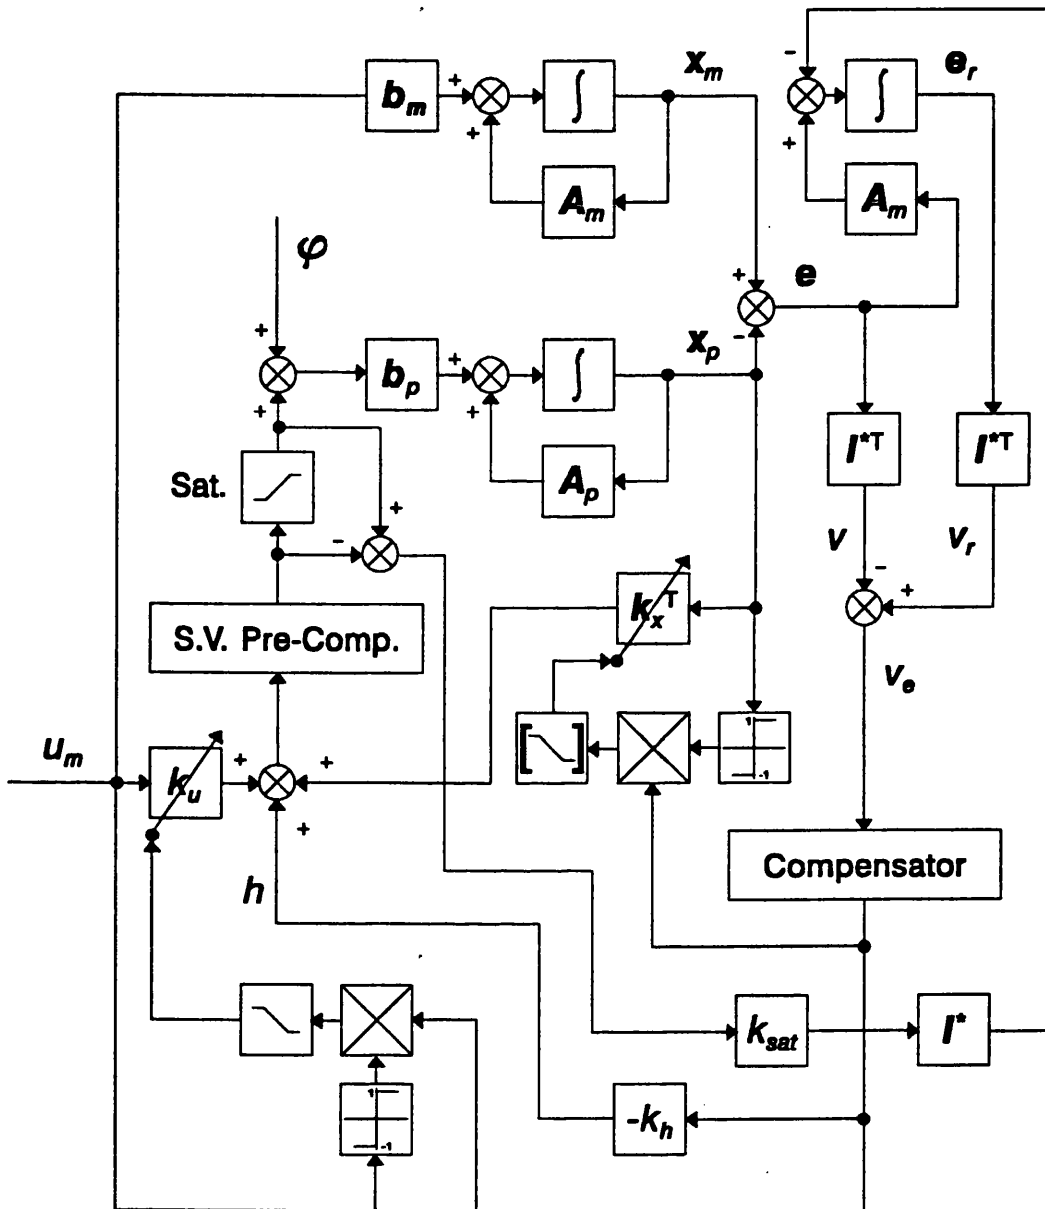 x_m
e_r
b_m
∫
∫
+
+
-
+
A_m
A_m
φ
e
+
-
+
+
b_p
+
+
∫
x_p
A_p
l*T
l*T
Sat.
+
-
v
v_r
-
+
k_x^T
S.V. Pre-Comp.
v_e
u_m
k_u
+
+
+
[ ]
1
-1
h
Compensator
k_sat
l*
1
-1
-k_h